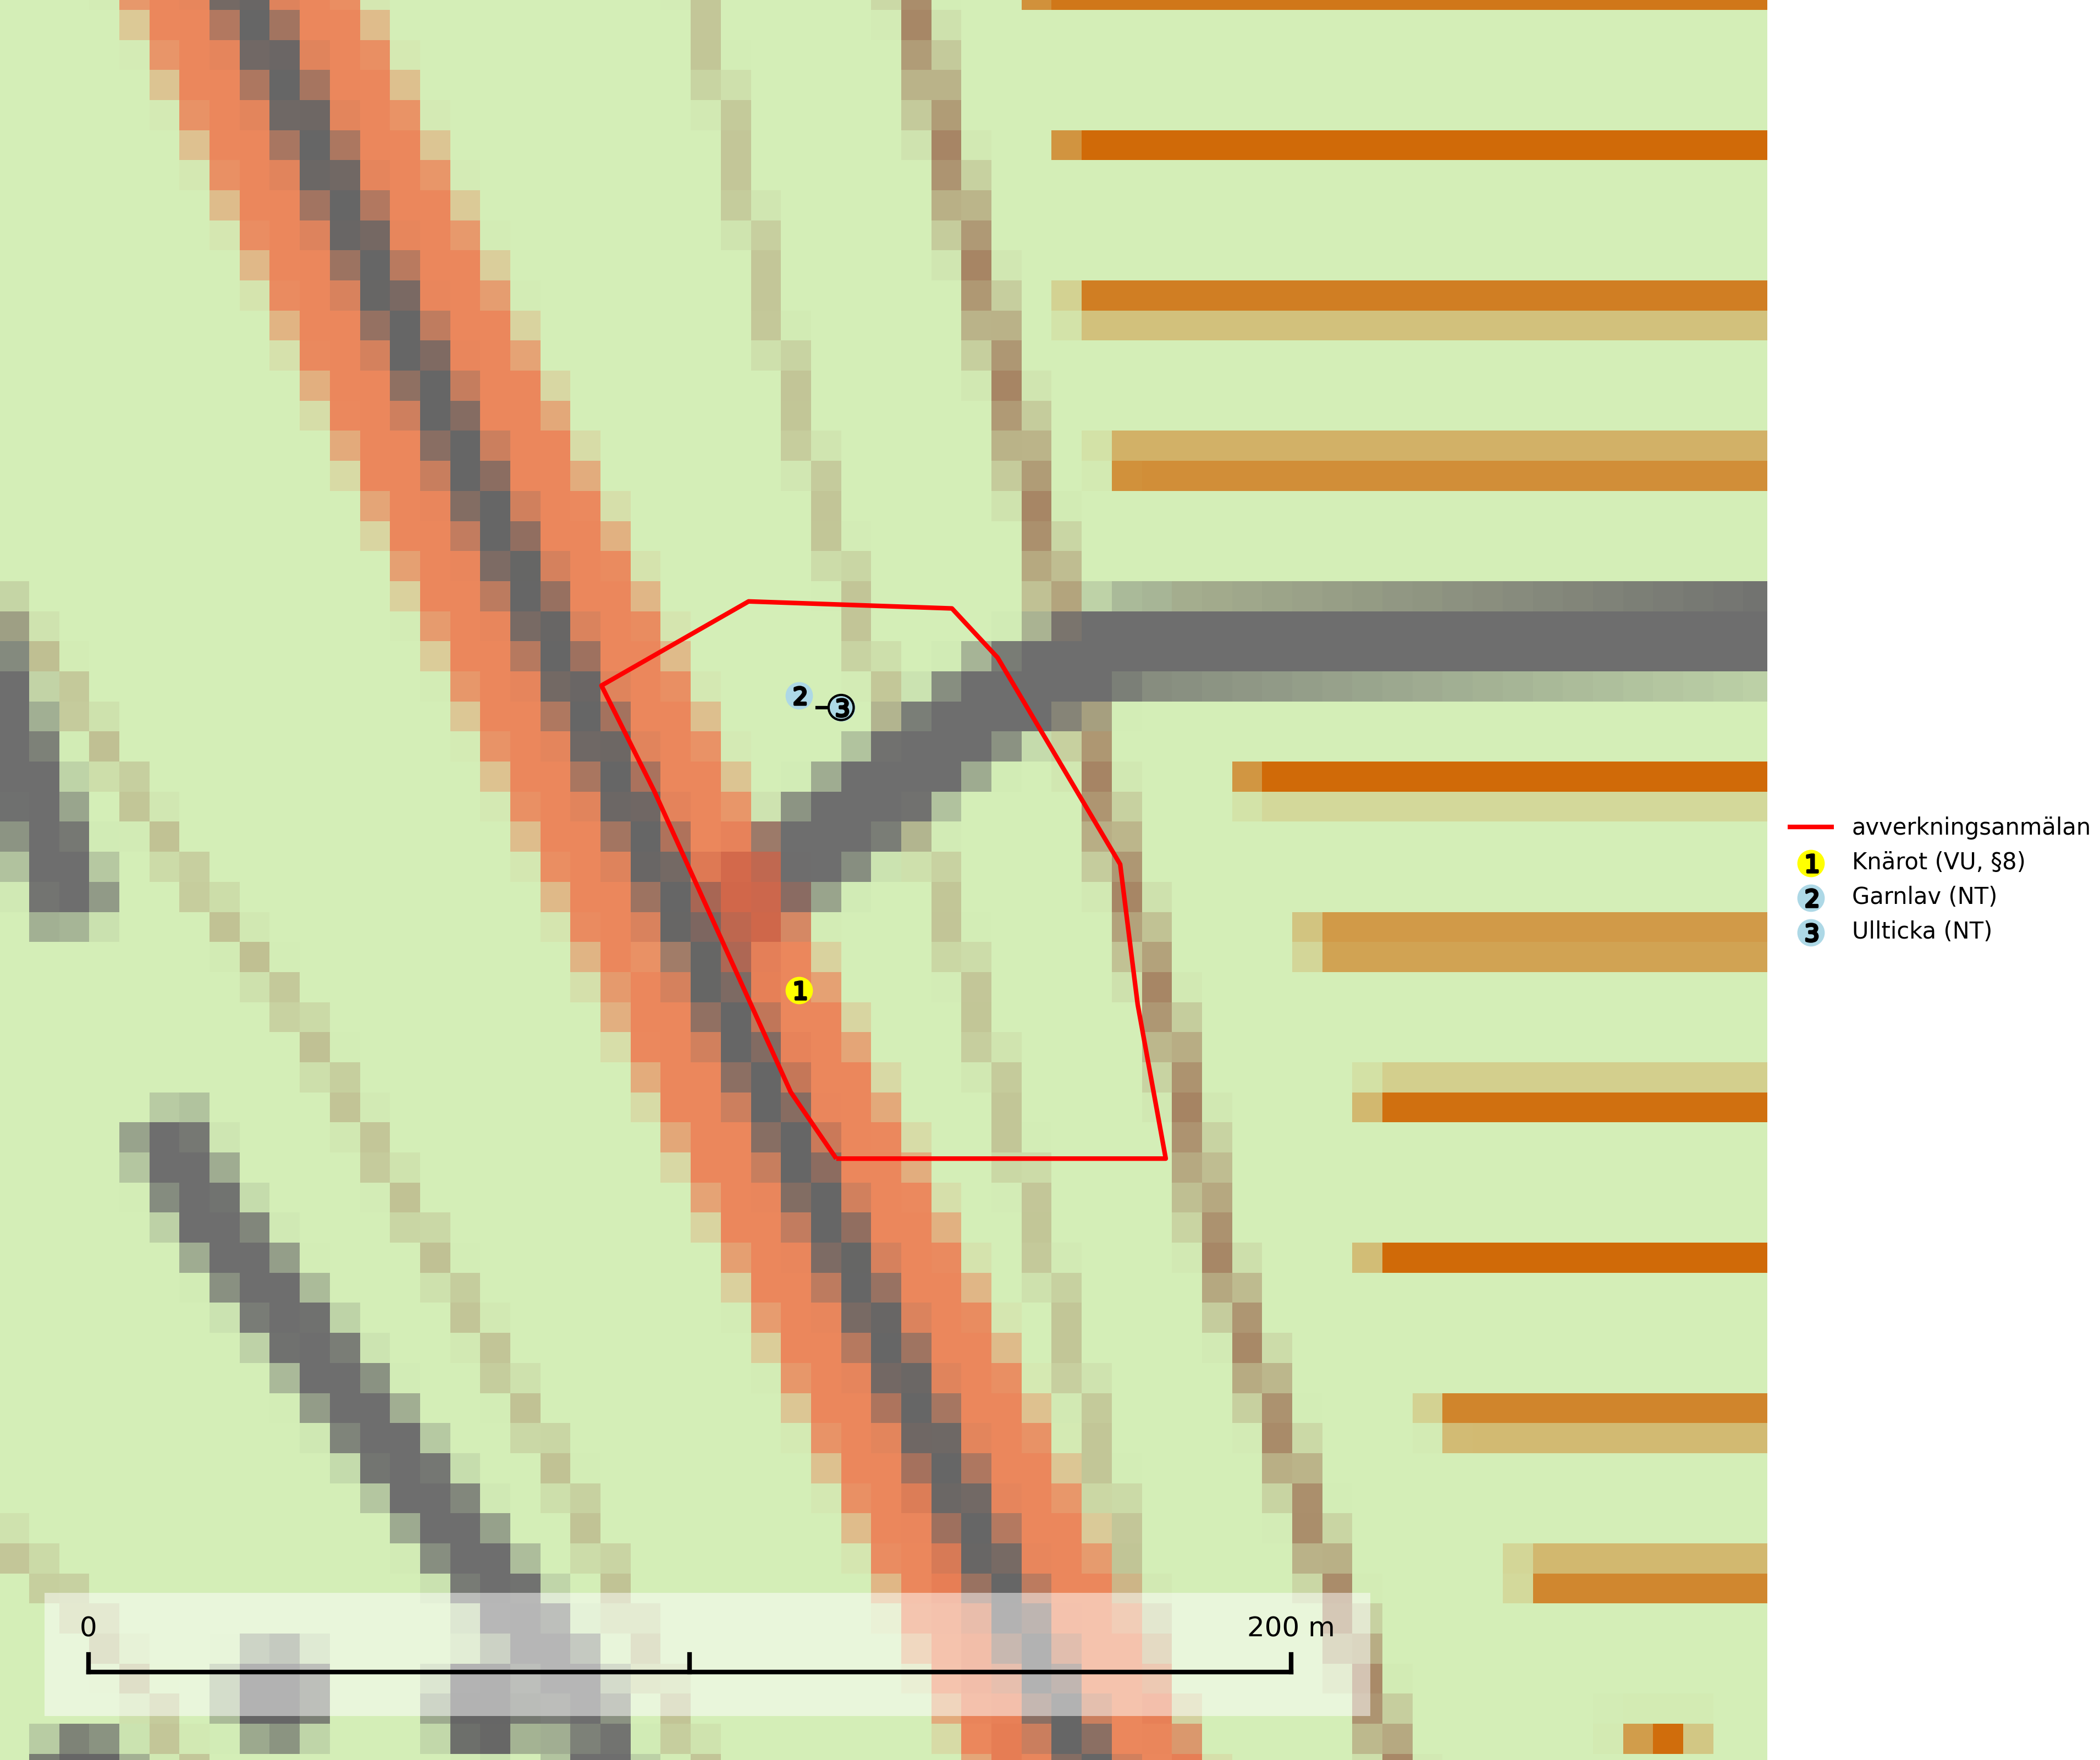 2
3
1
avverkningsanmälan
1 Knärot (VU, §8)
2 Garnlav (NT)
3 Ullticka (NT)
0 200 m